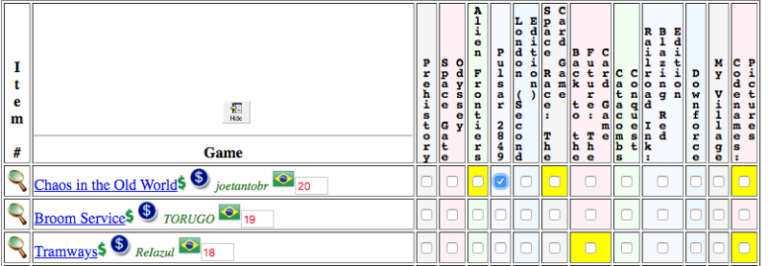 Item #
Hide
Game
Prehistory
Space Gate
Odyssey
Alien Frontiers
Pulsar 2849
London (Second
Edition)
Space Race: The
Card Game
Back to the
Future: The
Card Game
Catacombs
Conquest
Railroad Ink:
Blazing Red
Edition
Downforce
My Village
Codenames:
Pictures
Chaos in the Old World$ $ joetantobr 20
Broom Service$ $ TORUGO 19
Tramways$ $ Relazul 18